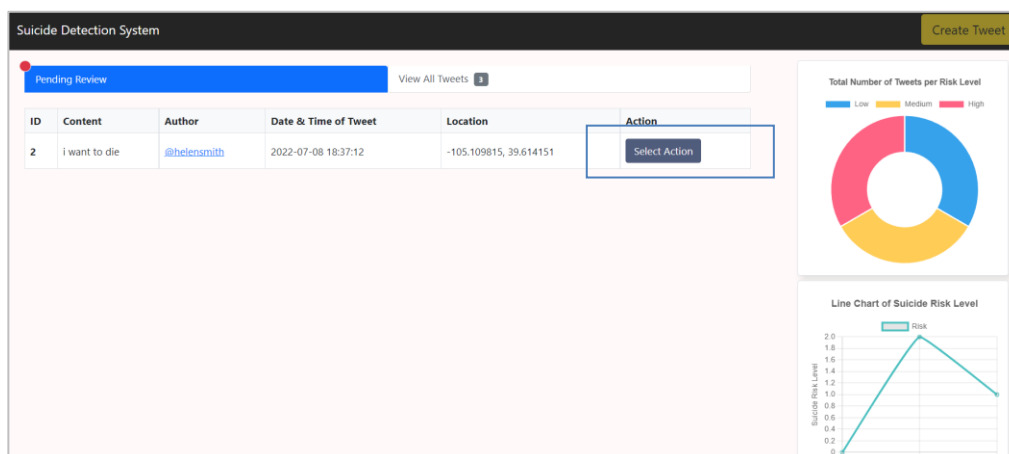 Suicide Detection System
Create Tweet
Pending Review
View All Tweets 3
ID Content Author Date & Time of Tweet Location Action
2 i want to die @helensmith 2022-07-08 18:37:12 -105.109815, 39.614151 Select Action
Total Number of Tweets per Risk Level
Low Medium High
Line Chart of Suicide Risk Level
Risk
Suicide Risk Level
2.0
1.8
1.6
1.4
1.2
1.0
0.8
0.6
0.4
0.2
0